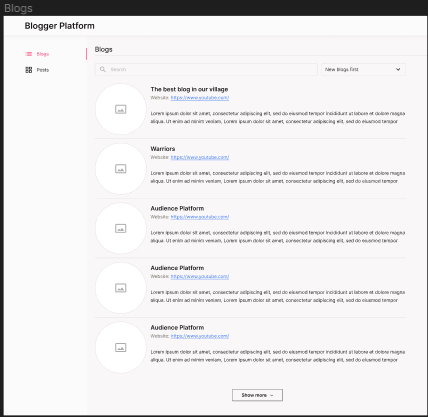 Blogs
Blogger Platform
Blogs
Posts
Blogs
Search
New blogs first
The best blog in our village
Website: https://www.youtube.com/
Lorem ipsum dolor sit amet, consectetur adipiscing elit, sed do eiusmod tempor incididunt ut labore et dolore magna
aliqua. Ut enim ad minim veniam, Lorem ipsum dolor sit amet, consectetur adipiscing elit, sed do eiusmod tempor
Warriors
Website: https://www.youtube.com/
Lorem ipsum dolor sit amet, consectetur adipiscing elit, sed do eiusmod tempor incididunt ut labore et dolore magna
aliqua. Ut enim ad minim veniam, Lorem ipsum dolor sit amet, consectetur adipiscing elit, sed do eiusmod tempor
Audience Platform
Website: https://www.youtube.com/
Lorem ipsum dolor sit amet, consectetur adipiscing elit, sed do eiusmod tempor incididunt ut labore et dolore magna
aliqua. Ut enim ad minim veniam, Lorem ipsum dolor sit amet, consectetur adipiscing elit, sed do eiusmod tempor
Audience Platform
Website: https://www.youtube.com/
Lorem ipsum dolor sit amet, consectetur adipiscing elit, sed do eiusmod tempor incididunt ut labore et dolore magna
aliqua. Ut enim ad minim veniam, Lorem ipsum dolor sit amet, consectetur adipiscing elit, sed do eiusmod tempor
Audience Platform
Website: https://www.youtube.com/
Lorem ipsum dolor sit amet, consectetur adipiscing elit, sed do eiusmod tempor incididunt ut labore et dolore magna
aliqua. Ut enim ad minim veniam, Lorem ipsum dolor sit amet, consectetur adipiscing elit, sed do eiusmod tempor
Show more